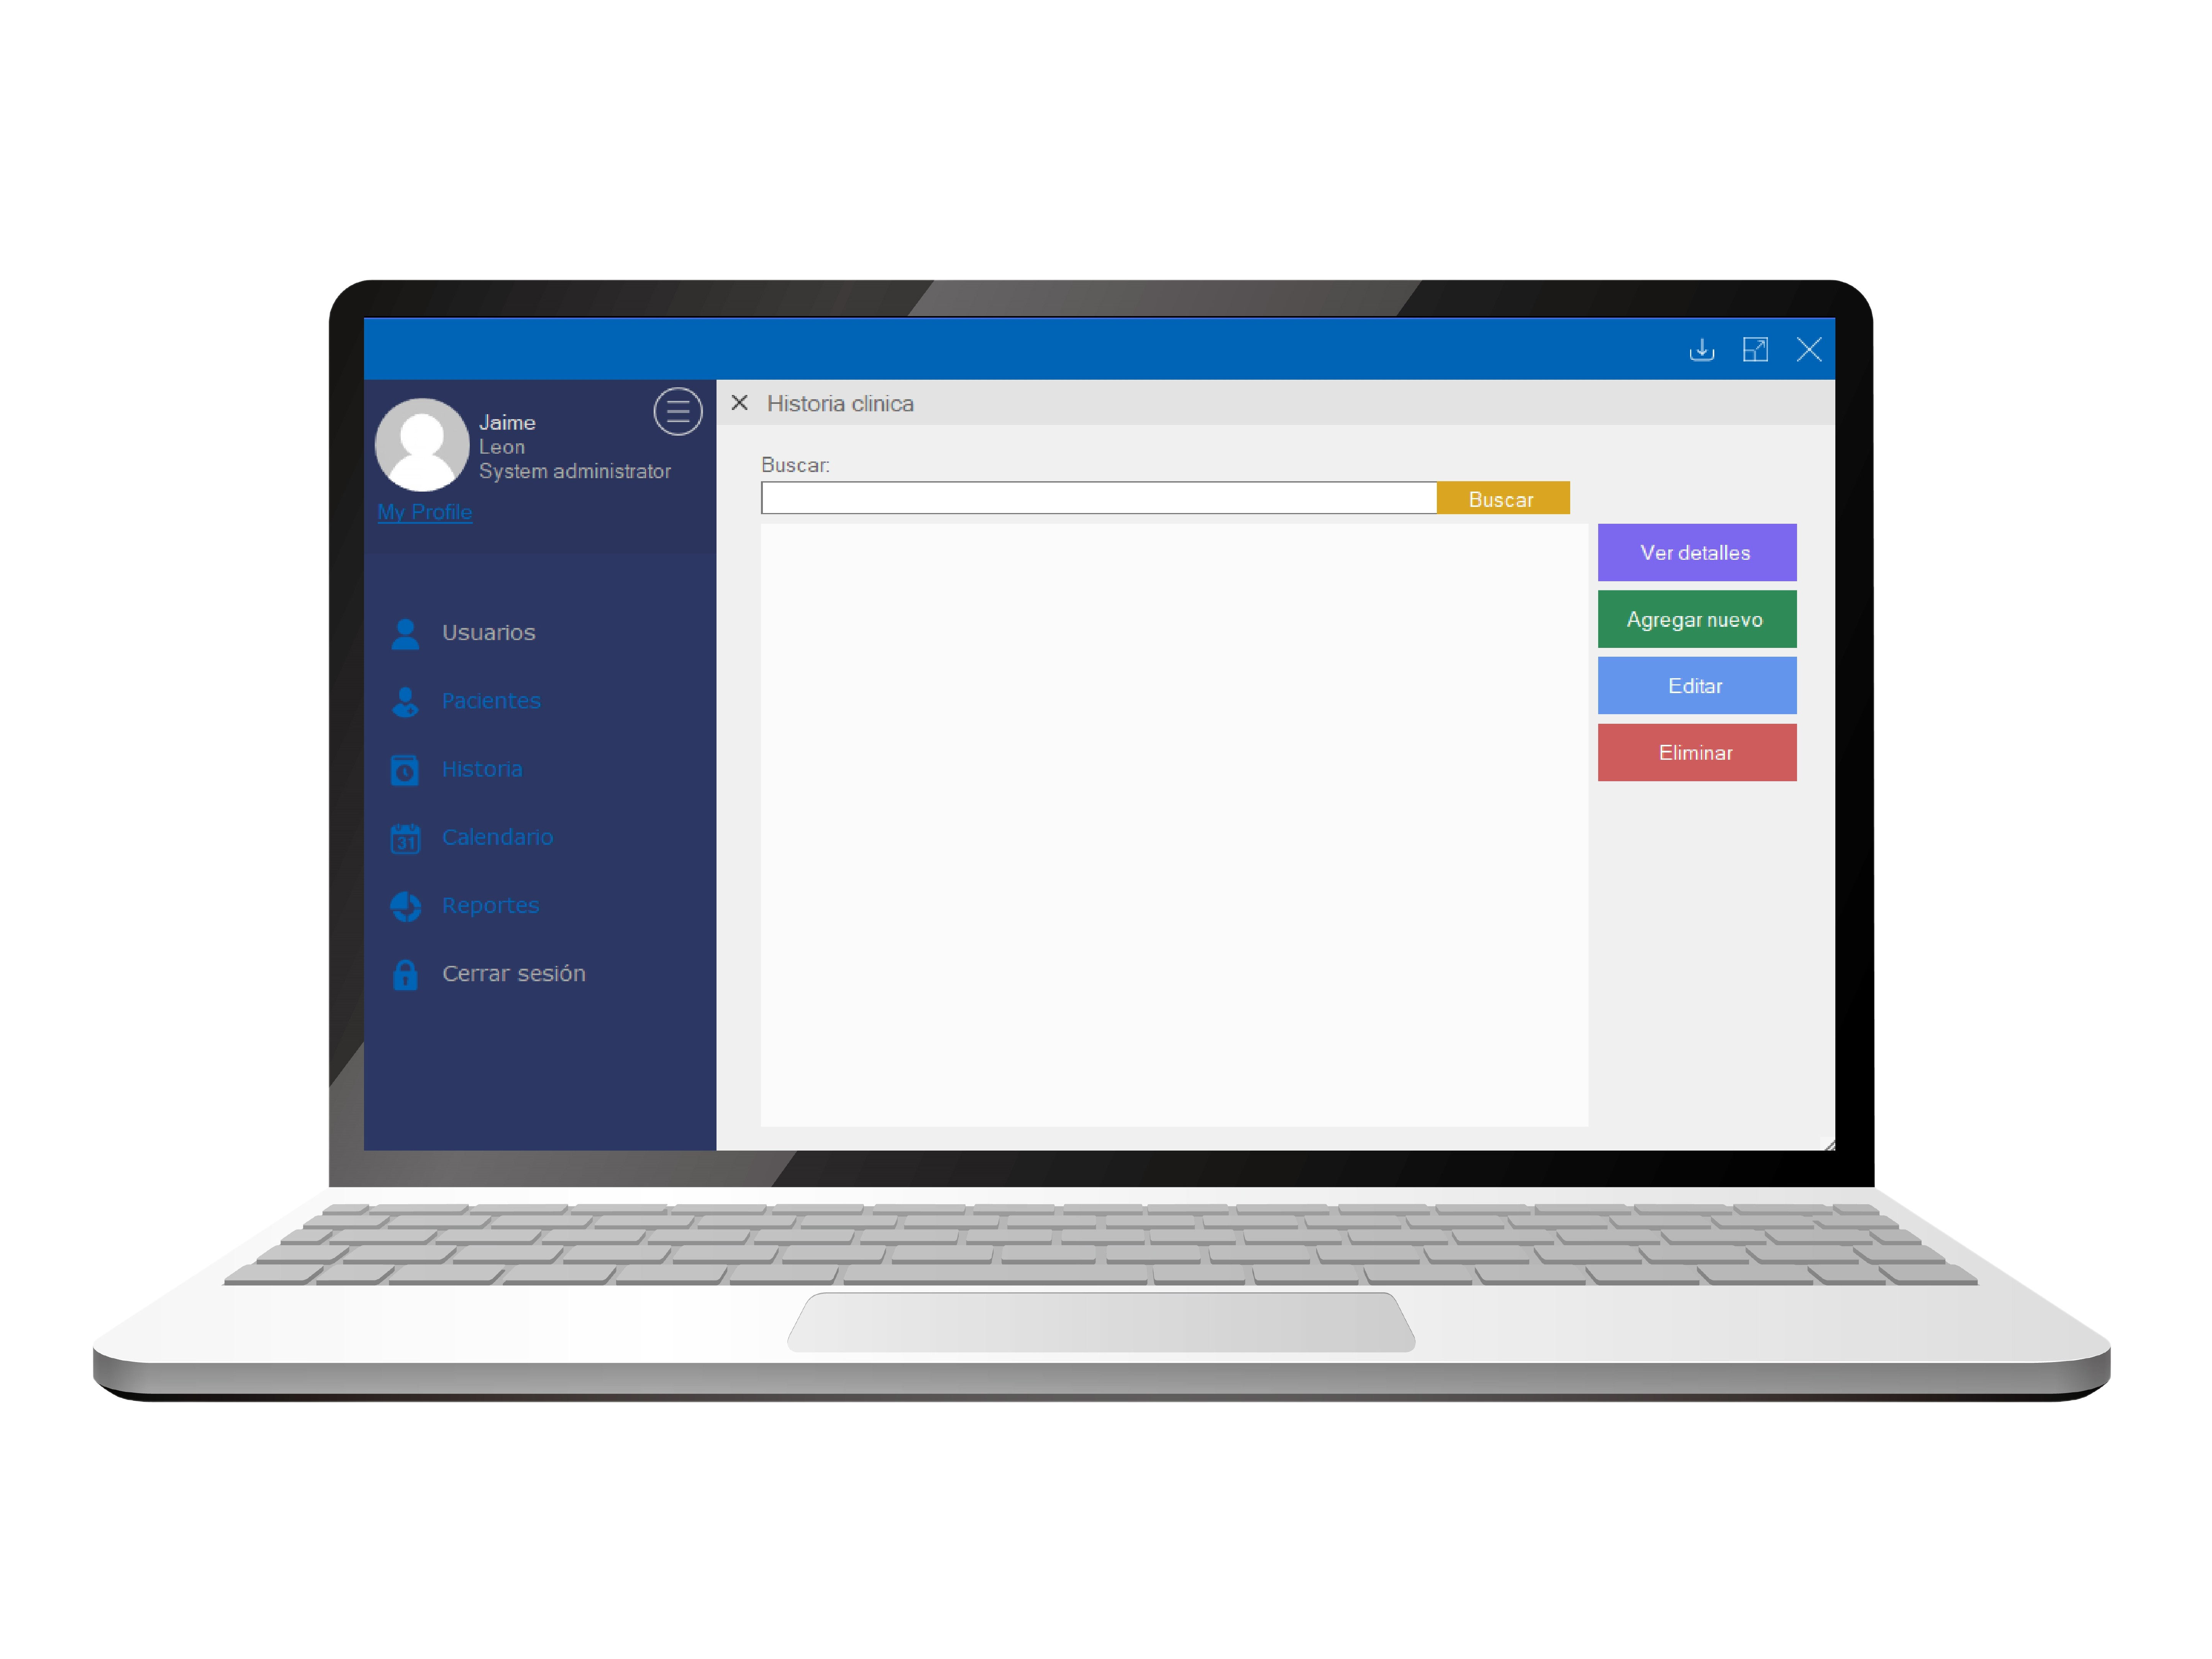 Jaime
Leon
System administrator
My Profile
Usuarios
Pacientes
Historia
Calendario
31
Reportes
Cerrar sesión
Historia clinica
Buscar:
Buscar
Ver detalles
Agregar nuevo
Editar
Eliminar